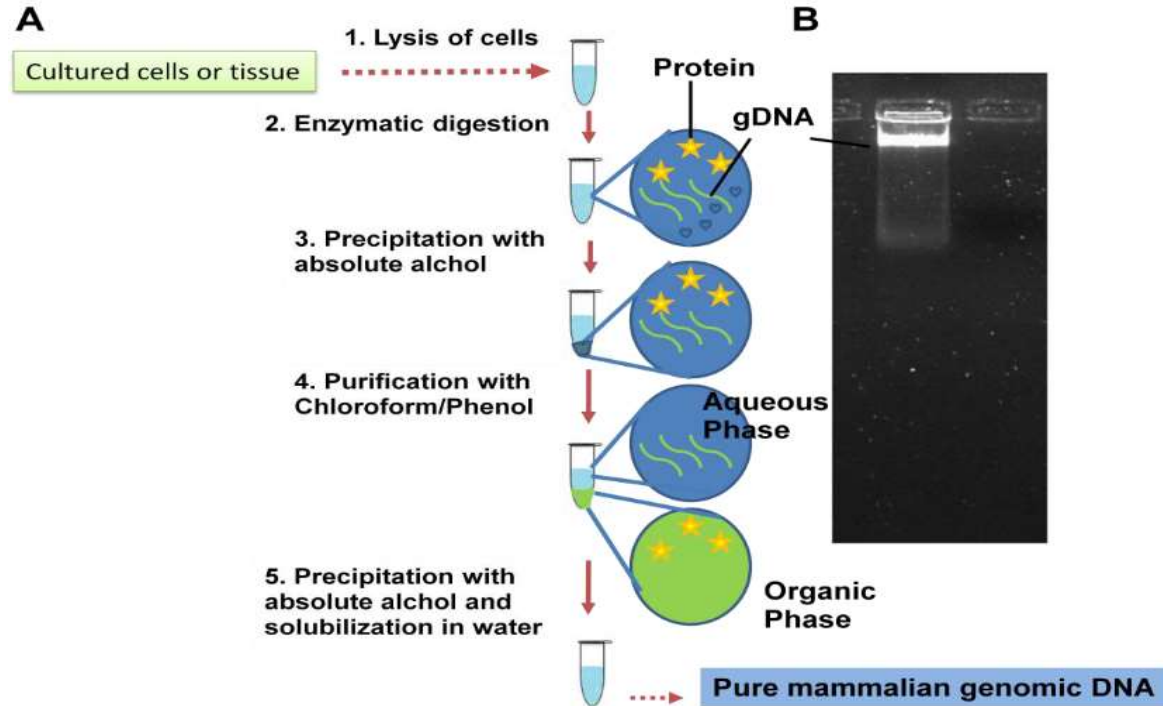 A
1. Lysis of cells
Cultured cells or tissue
2. Enzymatic digestion
3. Precipitation with
absolute alchol
4. Purification with
Chloroform/Phenol
5. Precipitation with
absolute alchol and
solubilization in water
Protein
gDNA
Aqueous
Phase
Organic
Phase
Pure mammalian genomic DNA
B